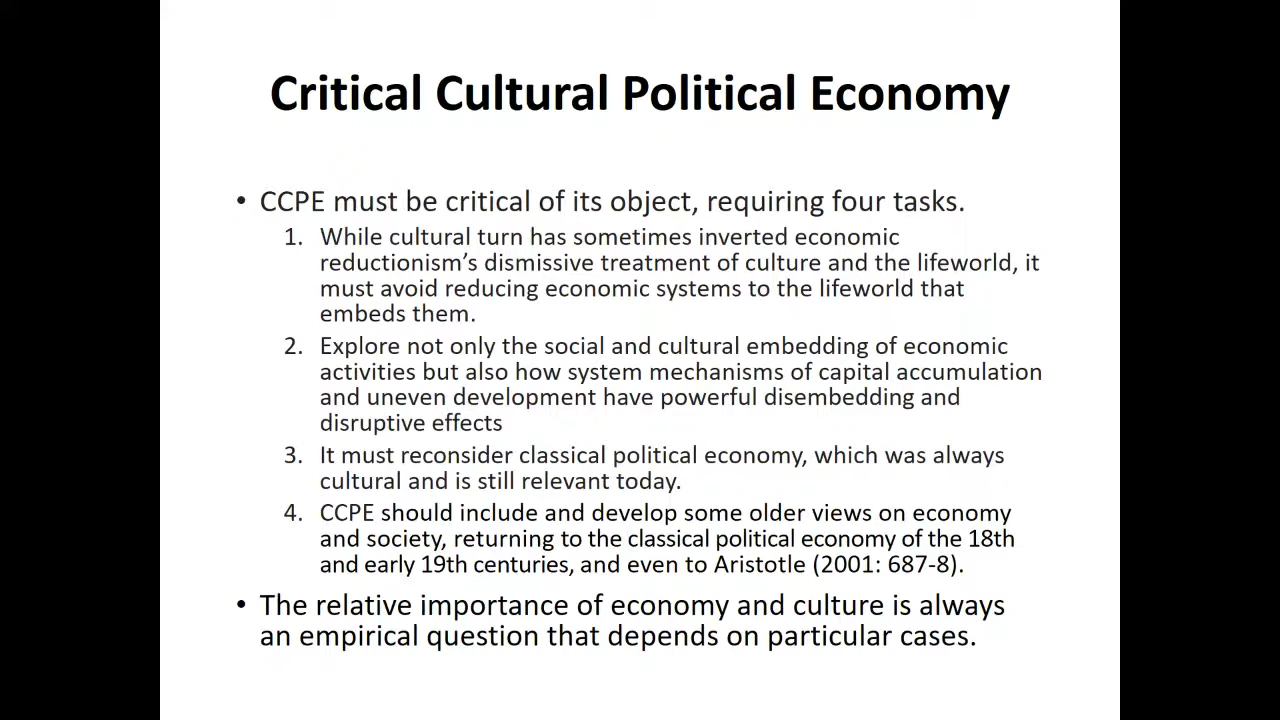 Critical Cultural Political Economy
• CCPE must be critical of its object, requiring four tasks.
1. While cultural turn has sometimes inverted economic
reductionism’s dismissive treatment of culture and the lifeworld, it
must avoid reducing economic systems to the lifeworld that
embeds them.
2. Explore not only the social and cultural embedding of economic
activities but also how system mechanisms of capital accumulation
and uneven development have powerful disembedding and
disruptive effects
3. It must reconsider classical political economy, which was always
cultural and is still relevant today.
4. CCPE should include and develop some older views on economy
and society, returning to the classical political economy of the 18th
and early 19th centuries, and even to Aristotle (2001: 687-8).
• The relative importance of economy and culture is always
an empirical question that depends on particular cases.